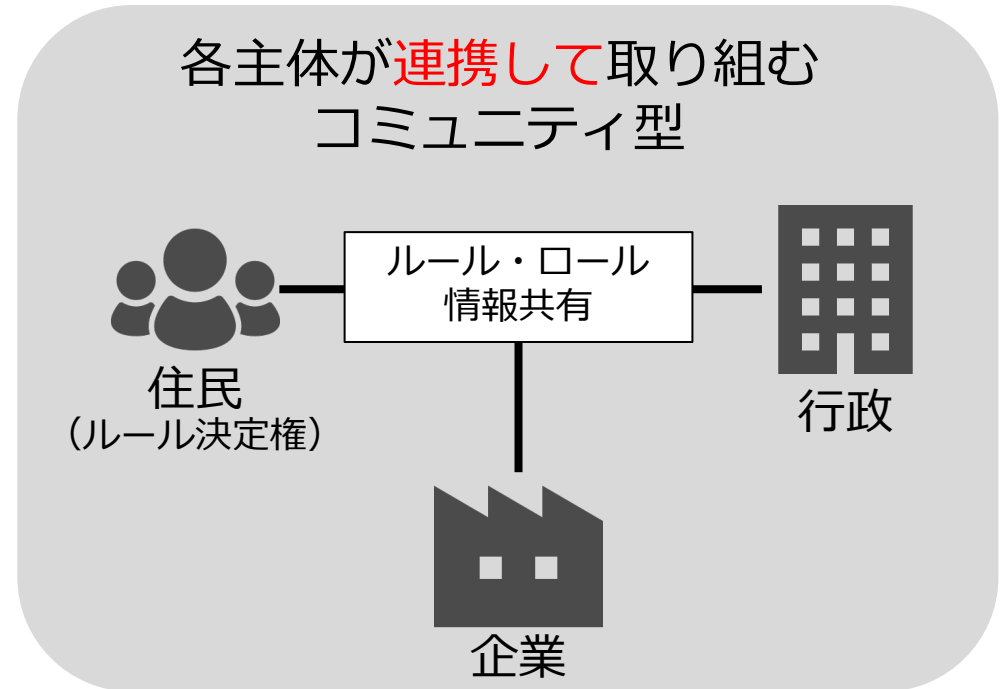 各主体が連携して取り組む
コミュニティ型
ルール・ロール
情報共有
住民
（ルール決定権）
行政
企業